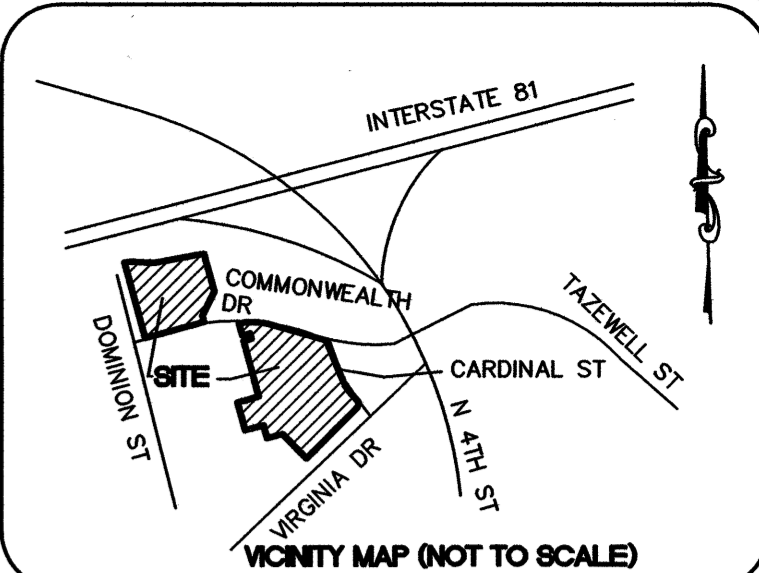 INTERSTATE 81
COMMONWEALTH
DR
TAZEWELL ST
DOMINION ST
SITE
CARDINAL ST
N 4TH ST
VIRGINIA DR
VICINITY MAP (NOT TO SCALE)